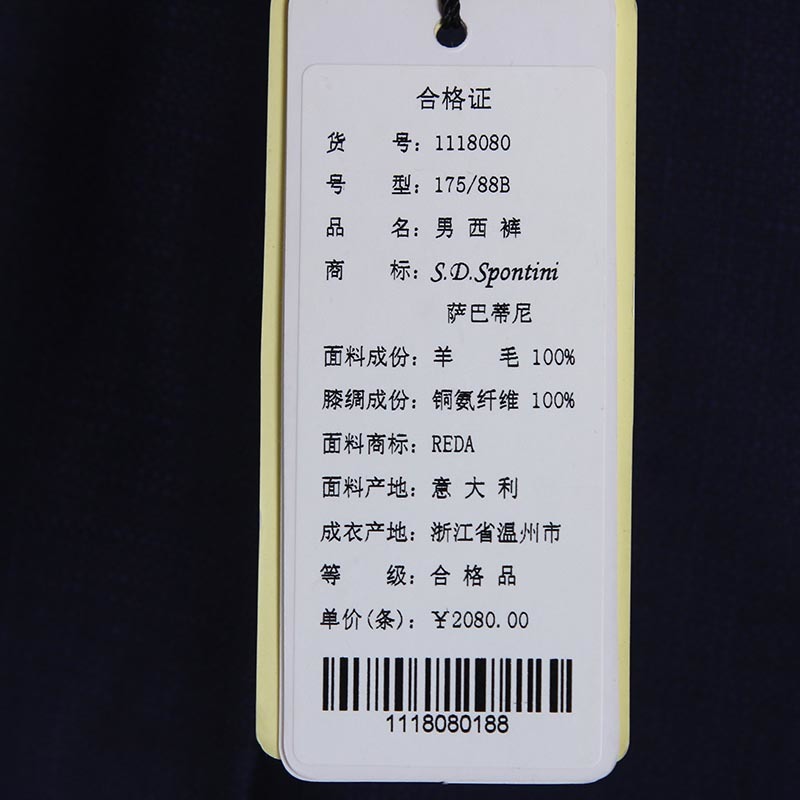 合格证
货 号：1118080
号 型：175/88B
品 名：男西裤
商 标：S.D.Spontini
萨巴蒂尼
面料成份：羊 毛 100%
膝绸成份：铜氨纤维 100%
面料商标：REDA
面料产地：意大利
成衣产地：浙江省温州市
等 级：合格品
单价(条)：¥2080.00
1118080188